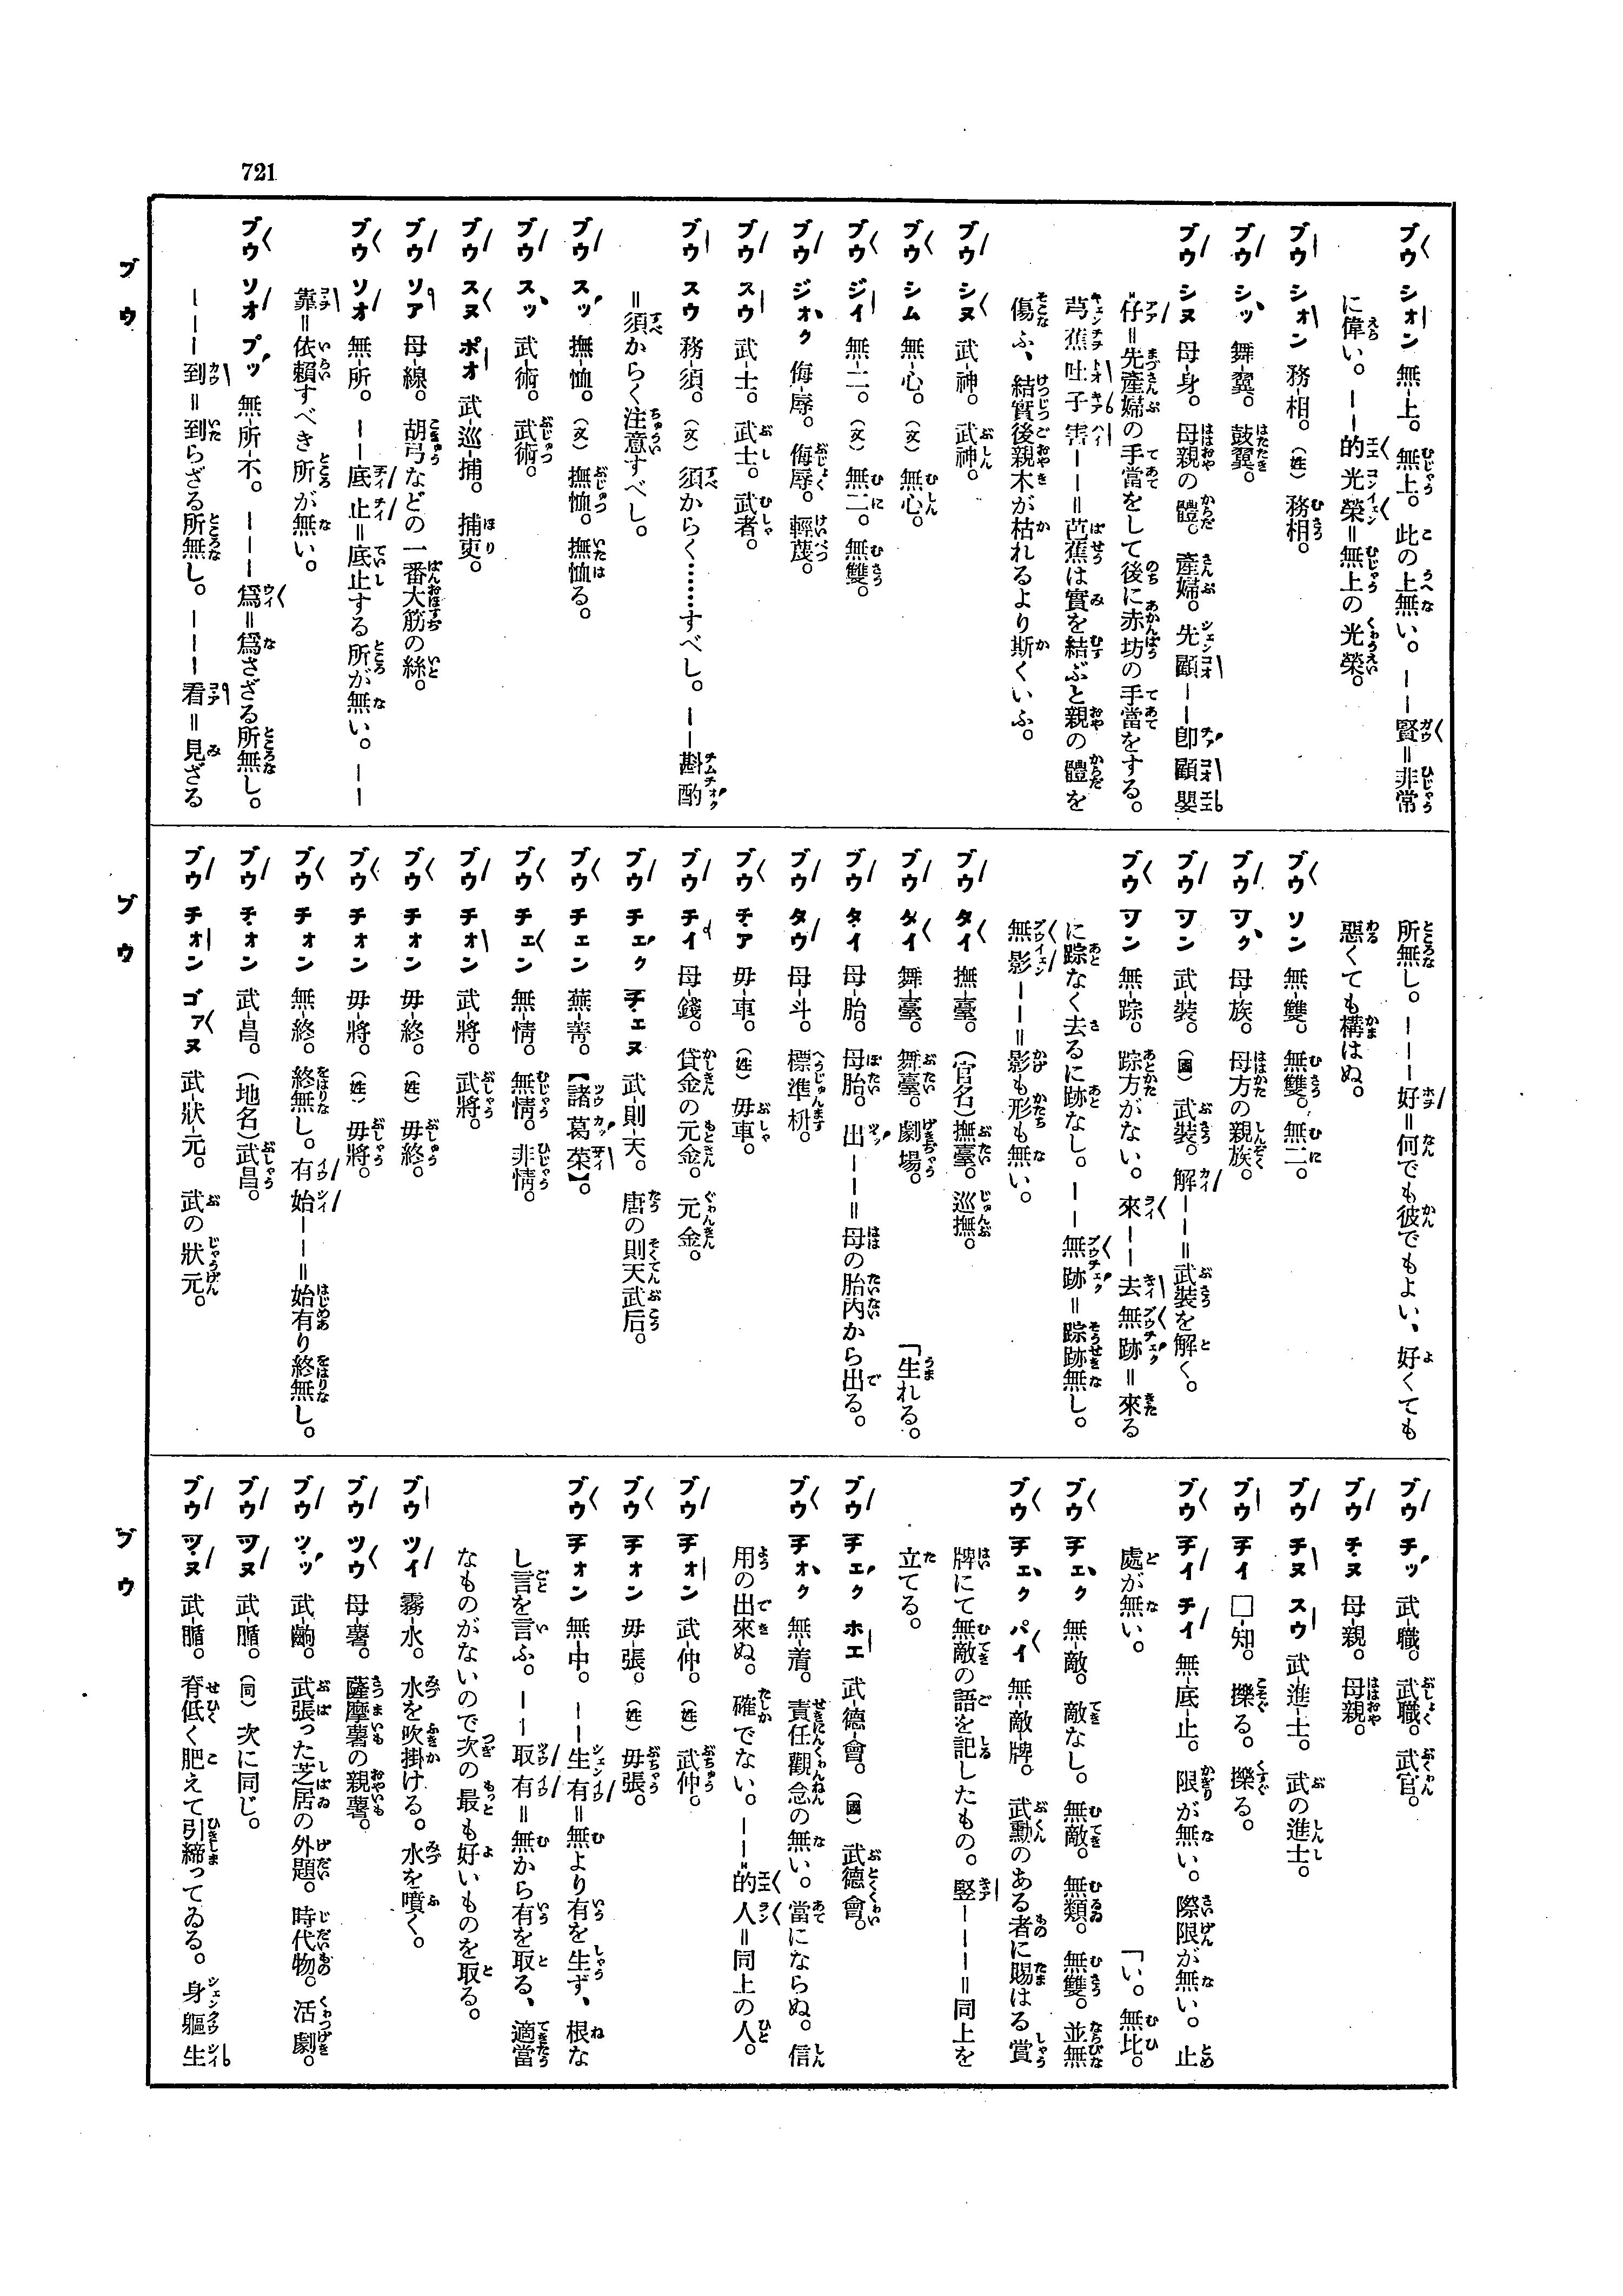 721
ブウ シオン 無-上。 無上。此の上無い。——賢＝非常
に偉い。——的光榮＝無上の光榮。
ブウ シオン 務-相。(姓) 務相。
ブウ シッ 舞-翼。 鼓翼。
ブウ シヌ 母-身。 母親の體。產婦。先顧——卽顧嬰
仔＝先產婦の手當をして後に赤坊の手當をする。
芎蕉吐子害——＝芭蕉は實を結ぶと親の體を
傷ふ、結實後親木が枯れるより斯くいふ。
ブウ シヌ 武-神。 武神。
ブウ シム 無-心。(文) 無心。
ブウ ジイ 無-二。(文) 無二。無雙。
ブウ ジオク 侮-辱。 侮辱。輕蔑。
ブウ スウ 武-士。 武士。武者。
ブウ スウ 務-須。(文) 須からく……すべし。——斟酌
＝須からく注意すべし。
ブウ スッ 撫-恤。(文) 撫恤。撫恤る。
ブウ スッ 武-術。 武術。
ブウ スヌ ポオ 武-巡-捕。 捕吏。
ブウ ソア 母-線。 胡弓などの一番大筋の絲。
ブウ ソオ 無-所。——底止＝底止する所が無い。——
靠＝依賴すべき所が無い。
ブウ ソオ プッ 無-所-不。———爲＝爲さざる所無し。
———到＝到らざる所無し。———看＝見ざる
ブウ
所無し。———好＝何でも彼でもよい、好くても
惡くても構はぬ。
ブウ ソン 無-雙。 無雙。無二。
ブウ ツク 母-族。 母方の親族。
ブウ ツン 武-裝。(國) 武裝。解——＝武裝を解く。
ブウ ツン 無-踪。 踪方がない。來——去無跡＝來る
に踪なく去るに跡なし。——無跡＝踪跡無し。
無影——＝影も形も無い。
ブウ タイ 撫-臺。(官名) 撫臺。巡撫。
ブウ タイ 舞-臺。 舞臺。劇場。 「生れる。
ブウ タイ 母-胎。 母胎。出——＝母の胎內から出る。
ブウ タウ 母-斗。 標準枡。
ブウ チア 毋-車。(姓) 毋車。
ブウ チイ 母-錢。 貸金の元金。元金。
ブウ チェク チェヌ 武-則-天。 唐の則天武后。
ブウ チェン 蕪-菁。【諸葛菜】。
ブウ チェン 無-情。 無情。非情。
ブウ チオン 武-將。 武將。
ブウ チオン 毋-終。(姓) 毋終。
ブウ チオン 毋-將。(姓) 毋將。
ブウ チオン 無-終。 終無し。有始——＝始有り終無し。
ブウ チオン 武-昌。(地名) 武昌。
ブウ チオン ゴアヌ 武-狀-元。 武の狀元。
ブウ
ブウ チッ 武-職。 武職。武官。
ブウ チヌ 母-親。 母親。
ブウ チヌ スウ 武-進-士。 武の進士。
ブウ チイ □-知。 擽る。擽る。
ブウ チイ チイ 無-底-止。 限が無い。際限が無い。止
處が無い。 「い。無比。
ブウ チェク 無-敵。 敵なし。無敵。無類。無雙。並無
ブウ チェク パイ 無-敵-牌。 武勳のある者に賜はる賞
牌にて無敵の語を記したもの。竪———＝同上を
立てる。
ブウ チェク ホエ 武-德-會。(國) 武德會。
ブウ チオク 無-着。 責任觀念の無い。當にならぬ。信
用の出來ぬ。確でない。——的人＝同上の人。
ブウ チオン 武-仲。(姓) 武仲。
ブウ チオン 毋-張。(姓) 毋張。
ブウ チオン 無-中。——生有＝無より有を生ず、根な
し言を言ふ。——取有＝無から有を取る、適當
なものがないので次の最も好いものを取る。
ブウ ツイ 霧-水。 水を吹掛ける。水を噴く。
ブウ ツウ 母-薯。 薩摩薯の親薯。
ブウ ツッ 武-齣。 武張った芝居の外題。時代物。活劇。
ブウ ツヌ 武-腯。(同) 次に同じ。
ブウ ツヌ 武-腯。 脊低く肥えて引締ってゐる。身軀生
ブウ